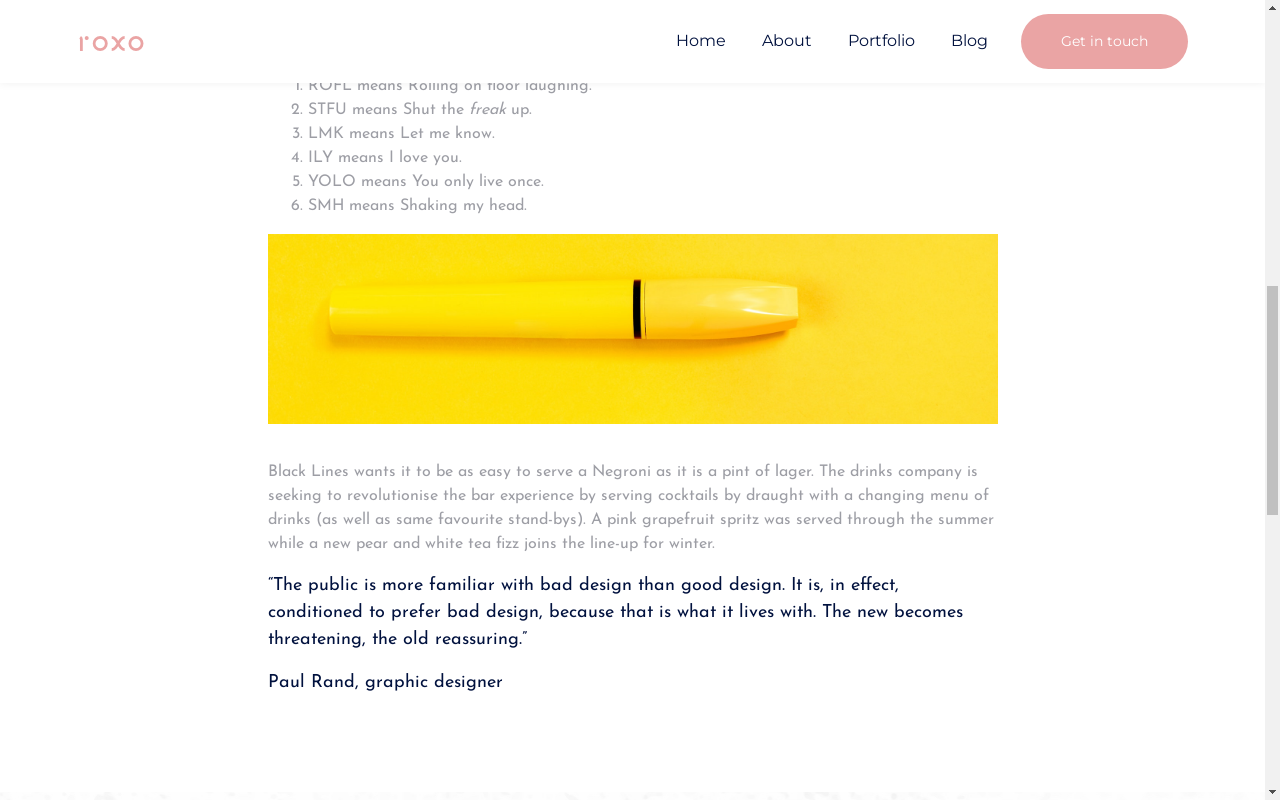 roxo
Home
About
Portfolio
Blog
Get in touch
1. ROFL means Rolling on floor laughing.
2. STFU means Shut the freak up.
3. LMK means Let me know.
4. ILY means I love you.
5. YOLO means You only live once.
6. SMH means Shaking my head.
Black Lines wants it to be as easy to serve a Negroni as it is a pint of lager. The drinks company is
seeking to revolutionise the bar experience by serving cocktails by draught with a changing menu of
drinks (as well as same favourite stand-bys). A pink grapefruit spritz was served through the summer
while a new pear and white tea fizz joins the line-up for winter.
“The public is more familiar with bad design than good design. It is, in effect,
conditioned to prefer bad design, because that is what it lives with. The new becomes
threatening, the old reassuring.”
Paul Rand, graphic designer